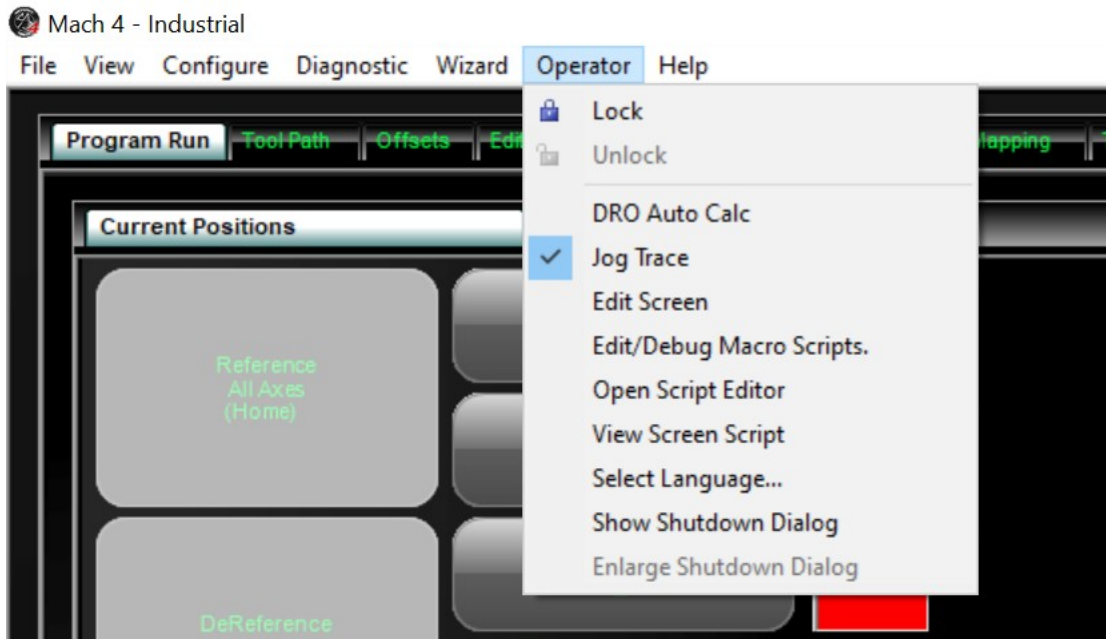 Mach 4 - Industrial
File View Configure Diagnostic Wizard Operator Help
Program Run Tool Path Offsets
Lock
Unlock
DRO Auto Calc
Jog Trace
Edit Screen
Edit/Debug Macro Scripts.
Open Script Editor
View Screen Script
Select Language...
Show Shutdown Dialog
Enlarge Shutdown Dialog
Current Positions
Reference
All Axes
(Home)
DeReference